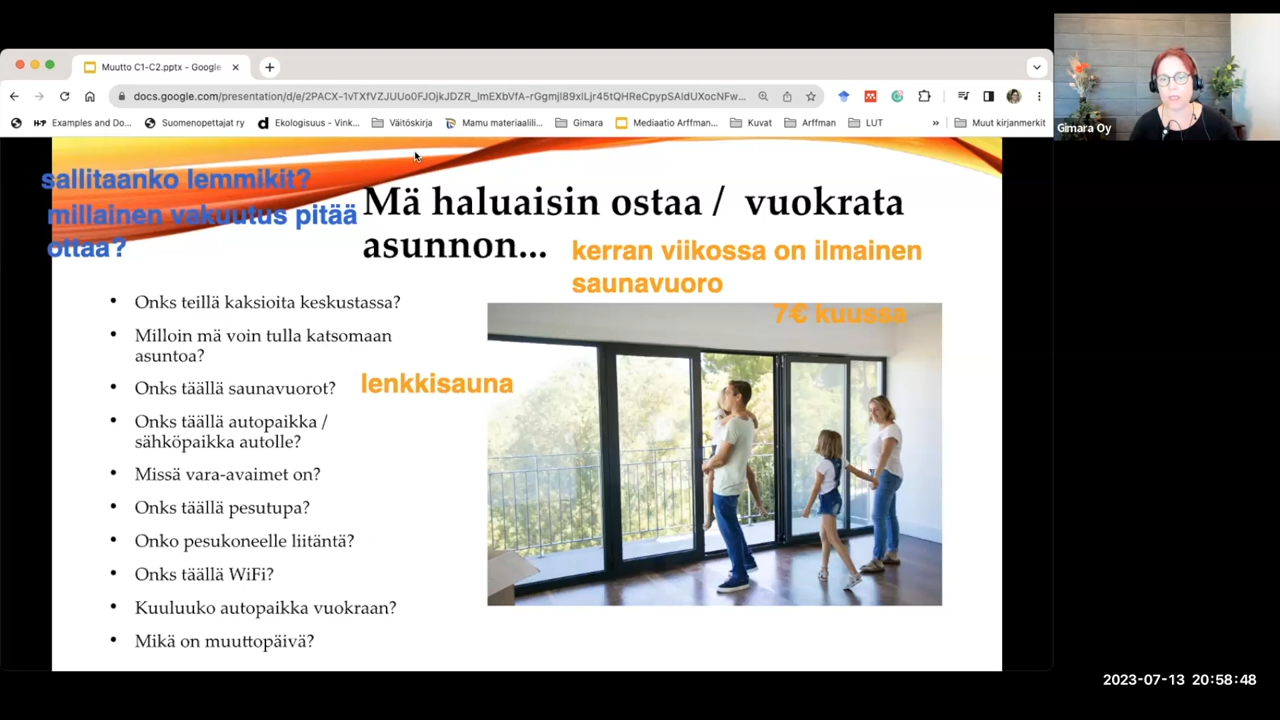 Muutto C1-C2.pptx - Google
docs.google.com/presentation/d/e/2PACX-1vTXfVZJUUo0FJOjkJDZR_
Examples and Do...
Suomenopettajat ry
Ekologisuus - Vink...
Väitöskirja
Mamu materiaalili...
Gimara
Mediaatio Arffman...
Kuvat
Arffman
LUT
»
Muut kirjanmerkit
Gimara Oy
sallitaanko lemmikit?
millainen vakuutus pitää
ottaa?
Mä haluaisin ostaa / vuokrata
asunnon...
kerran viikossa on ilmainen
saunavuoro
7€ kuussa
• Onks teillä kaksioita keskustassa?
• Milloin mä voin tulla katsomaan
asuntoa?
• Onks täällä saunavuorot?
lenkkisauna
• Onks täällä autopaikka /
sähköpaikka autolle?
• Missä vara-avaimet on?
• Onks täällä pesutupa?
• Onko pesukoneelle liitäntä?
• Onks täällä WiFi?
• Kuuluuko autopaikka vuokraan?
• Mikä on muuttopäivä?
2023-07-13 20:58:48